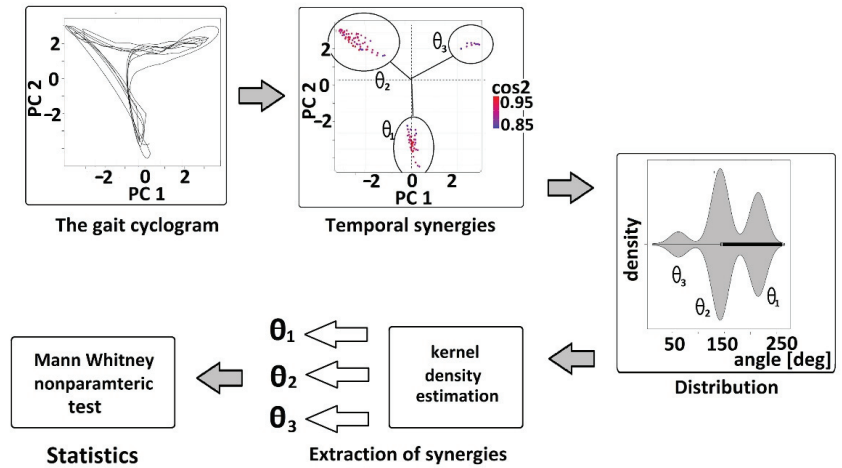 PC 2
2
0
−2
−2 0 2
PC 1
The gait cyclogram
PC 2
2
0
−2
θ3
θ2
θ1
cos2
0.95
0.85
−2 0 2
PC 1
Temporal synergies
density
θ3
θ2
θ1
50 150 250
angle [deg]
Distribution
kernel
density
estimation
θ1
θ2
θ3
Extraction of synergies
Mann Whitney
nonparamteric
test
Statistics